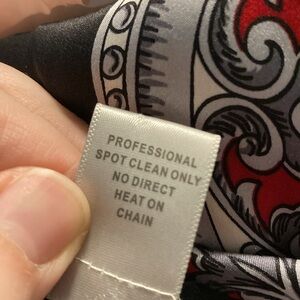 PROFESSIONAL
SPOT CLEAN ONLY
NO DIRECT
HEAT ON
CHAIN